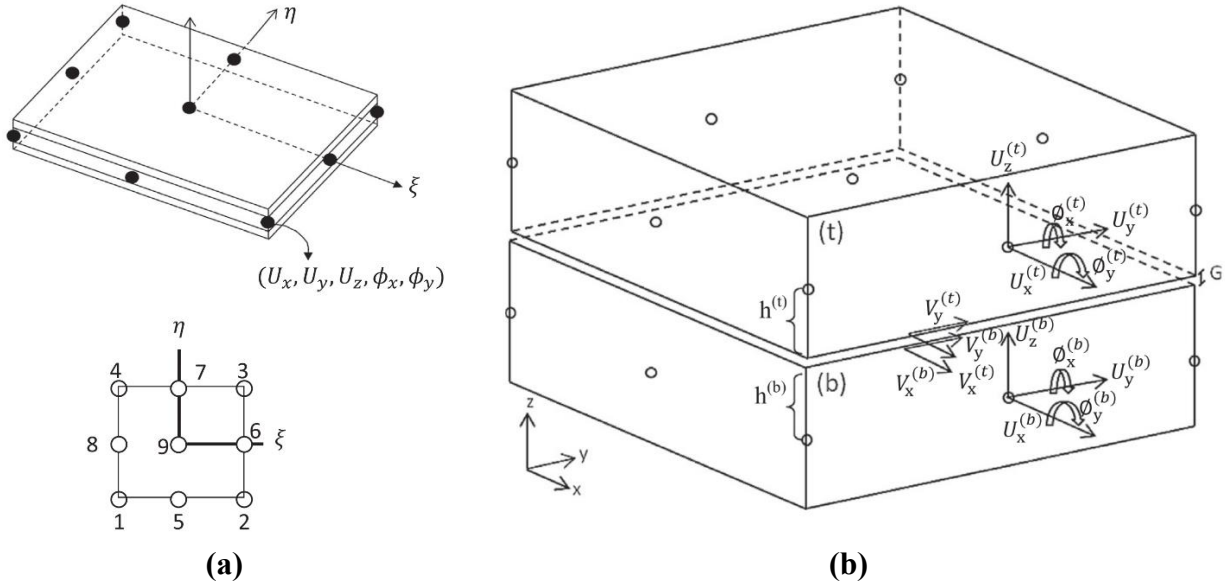 η
ξ
(U_x, U_y, U_z, ϕ_x, ϕ_y)
η
4 7 3
8 9 6 ξ
1 5 2
(a)
U_z^{(t)}
Ø_x^{(t)}
U_y^{(t)}
(t)
Ø_y^{(t)}
U_x^{(t)}
G
h^{(t)}
V_y^{(t)}
U_z^{(b)}
V_y^{(b)}
V_x^{(b)} V_x^{(t)}
(b)
h^{(b)}
Ø_x^{(b)}
U_y^{(b)}
Ø_y^{(b)}
U_x^{(b)}
z
y
x
(b)